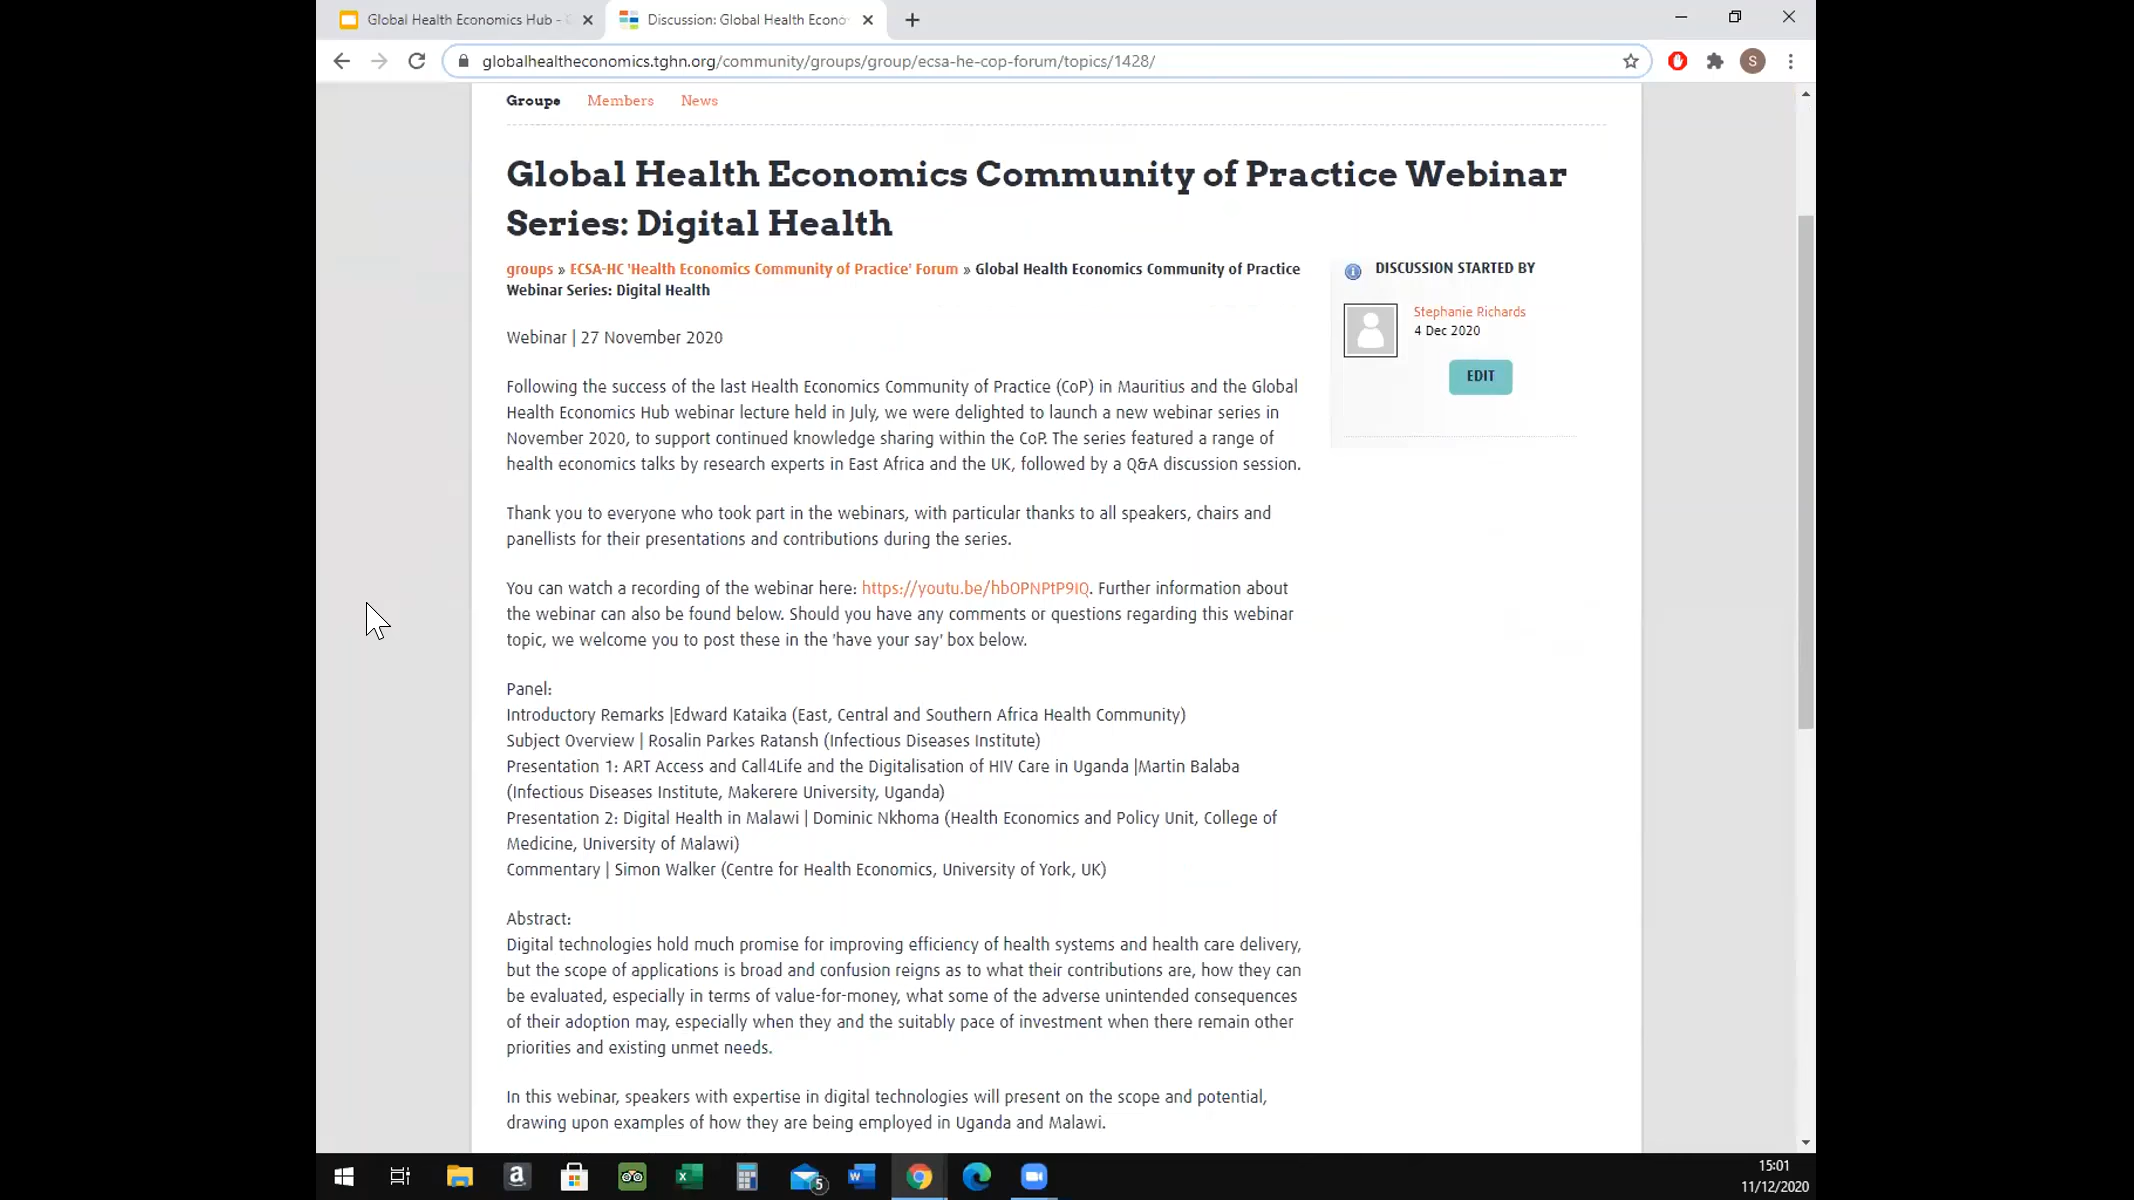 Global Health Economics Hub -
Discussion: Global Health Econo
globalhealtheconomics.tghn.org/community/groups/group/ecsa-he-cop-forum/topics/1428/
S
Groups Members News
Global Health Economics Community of Practice Webinar
Series: Digital Health
groups » ECSA-HC 'Health Economics Community of Practice' Forum » Global Health Economics Community of Practice
Webinar Series: Digital Health
DISCUSSION STARTED BY
Stephanie Richards
4 Dec 2020
EDIT
Webinar | 27 November 2020
Following the success of the last Health Economics Community of Practice (CoP) in Mauritius and the Global
Health Economics Hub webinar lecture held in July, we were delighted to launch a new webinar series in
November 2020, to support continued knowledge sharing within the CoP. The series featured a range of
health economics talks by research experts in East Africa and the UK, followed by a Q&A discussion session.
Thank you to everyone who took part in the webinars, with particular thanks to all speakers, chairs and
panellists for their presentations and contributions during the series.
You can watch a recording of the webinar here: https://youtu.be/hbOPNPtP9IQ. Further information about
the webinar can also be found below. Should you have any comments or questions regarding this webinar
topic, we welcome you to post these in the 'have your say' box below.
Panel:
Introductory Remarks |Edward Kataika (East, Central and Southern Africa Health Community)
Subject Overview | Rosalin Parkes Ratansh (Infectious Diseases Institute)
Presentation 1: ART Access and Call4Life and the Digitalisation of HIV Care in Uganda |Martin Balaba
(Infectious Diseases Institute, Makerere University, Uganda)
Presentation 2: Digital Health in Malawi | Dominic Nkhoma (Health Economics and Policy Unit, College of
Medicine, University of Malawi)
Commentary | Simon Walker (Centre for Health Economics, University of York, UK)
Abstract:
Digital technologies hold much promise for improving efficiency of health systems and health care delivery,
but the scope of applications is broad and confusion reigns as to what their contributions are, how they can
be evaluated, especially in terms of value-for-money, what some of the adverse unintended consequences
of their adoption may, especially when they and the suitably pace of investment when there remain other
priorities and existing unmet needs.
In this webinar, speakers with expertise in digital technologies will present on the scope and potential,
drawing upon examples of how they are being employed in Uganda and Malawi.
5
15:01
11/12/2020